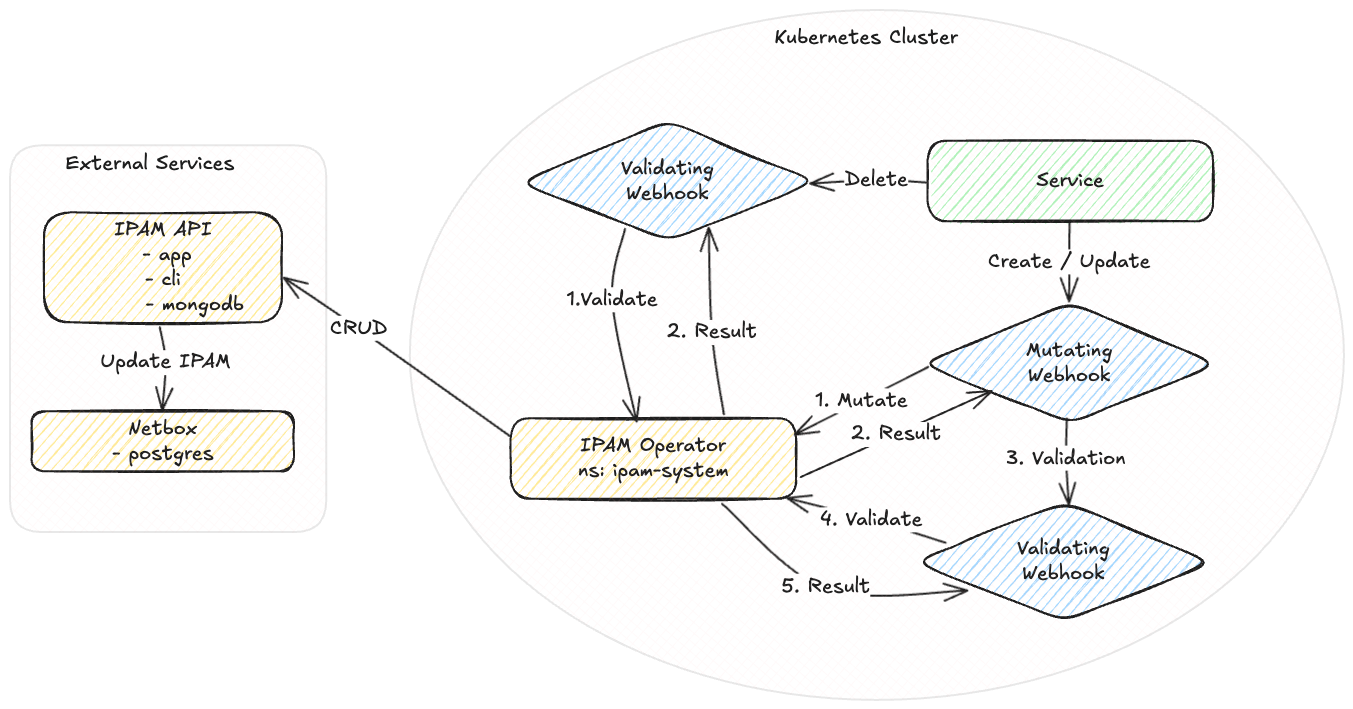 Kubernetes Cluster
External Services
IPAM API
- app
- cli
- mongodb
Update IPAM
Netbox
- postgres
CRUD
Validating
Webhook
Delete
Service
Create / Update
1.Validate
2. Result
Mutating
Webhook
1. Mutate
2. Result
IPAM Operator
ns: ipam-system
3. Validation
4. Validate
Validating
Webhook
5. Result